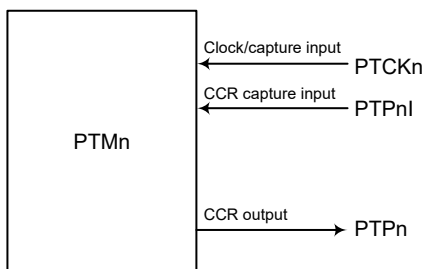 Clock/capture input
PTCKn
CCR capture input
PTPnI
PTMn
CCR output
PTPn